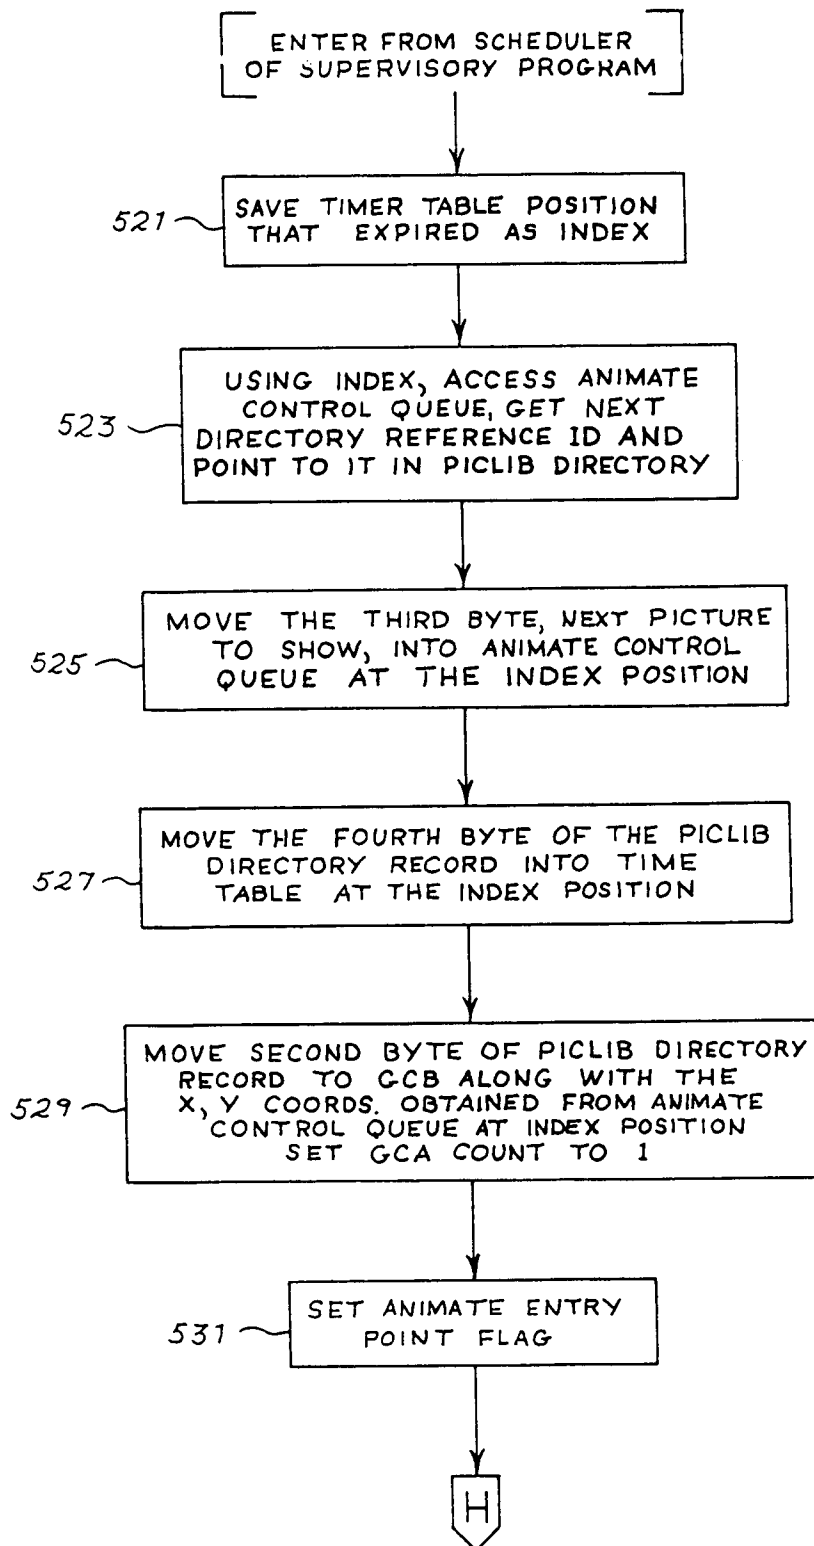 ENTER FROM SCHEDULER
OF SUPERVISORY PROGRAM
521
SAVE TIMER TABLE POSITION
THAT EXPIRED AS INDEX
523
USING INDEX, ACCESS ANIMATE
CONTROL QUEUE, GET NEXT
DIRECTORY REFERENCE ID AND
POINT TO IT IN PICLIB DIRECTORY
525
MOVE THE THIRD BYTE, NEXT PICTURE
TO SHOW, INTO ANIMATE CONTROL
QUEUE AT THE INDEX POSITION
527
MOVE THE FOURTH BYTE OF THE PICLIB
DIRECTORY RECORD INTO TIME
TABLE AT THE INDEX POSITION
529
MOVE SECOND BYTE OF PICLIB DIRECTORY
RECORD TO GCB ALONG WITH THE
X, Y COORDS. OBTAINED FROM ANIMATE
CONTROL QUEUE AT INDEX POSITION
SET GCA COUNT TO 1
531
SET ANIMATE ENTRY
POINT FLAG
H